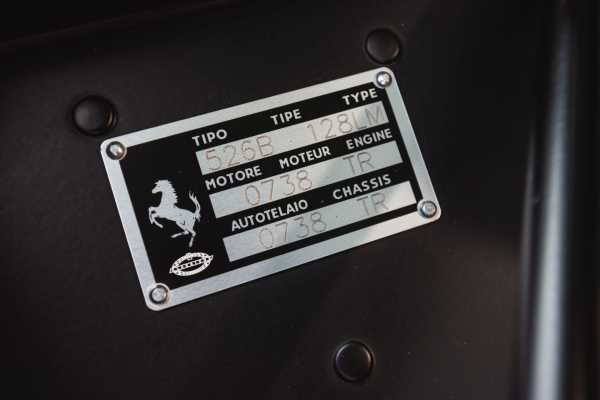 TIPO TIPE TYPE
526B 128LM
MOTORE MOTEUR ENGINE
0738 TR
AUTOTELAIO CHASSIS
0738 TR